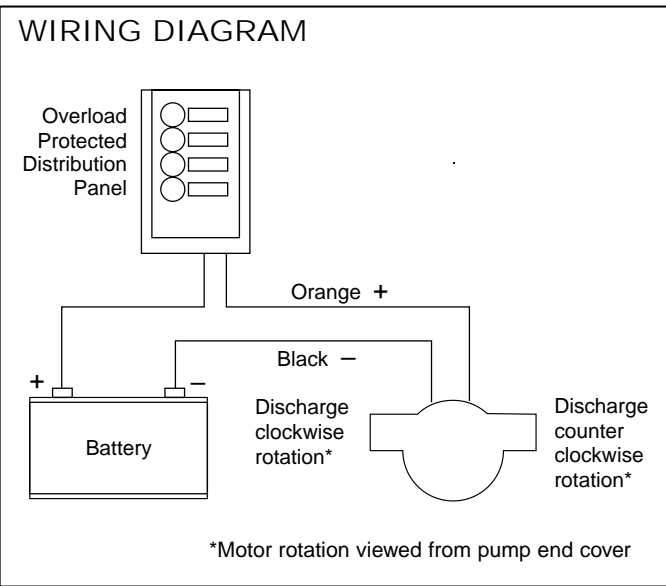 WIRING DIAGRAM
Overload
Protected
Distribution
Panel
Orange +
Black −
+
−
Battery
Discharge
clockwise
rotation*
Discharge
counter
clockwise
rotation*
*Motor rotation viewed from pump end cover